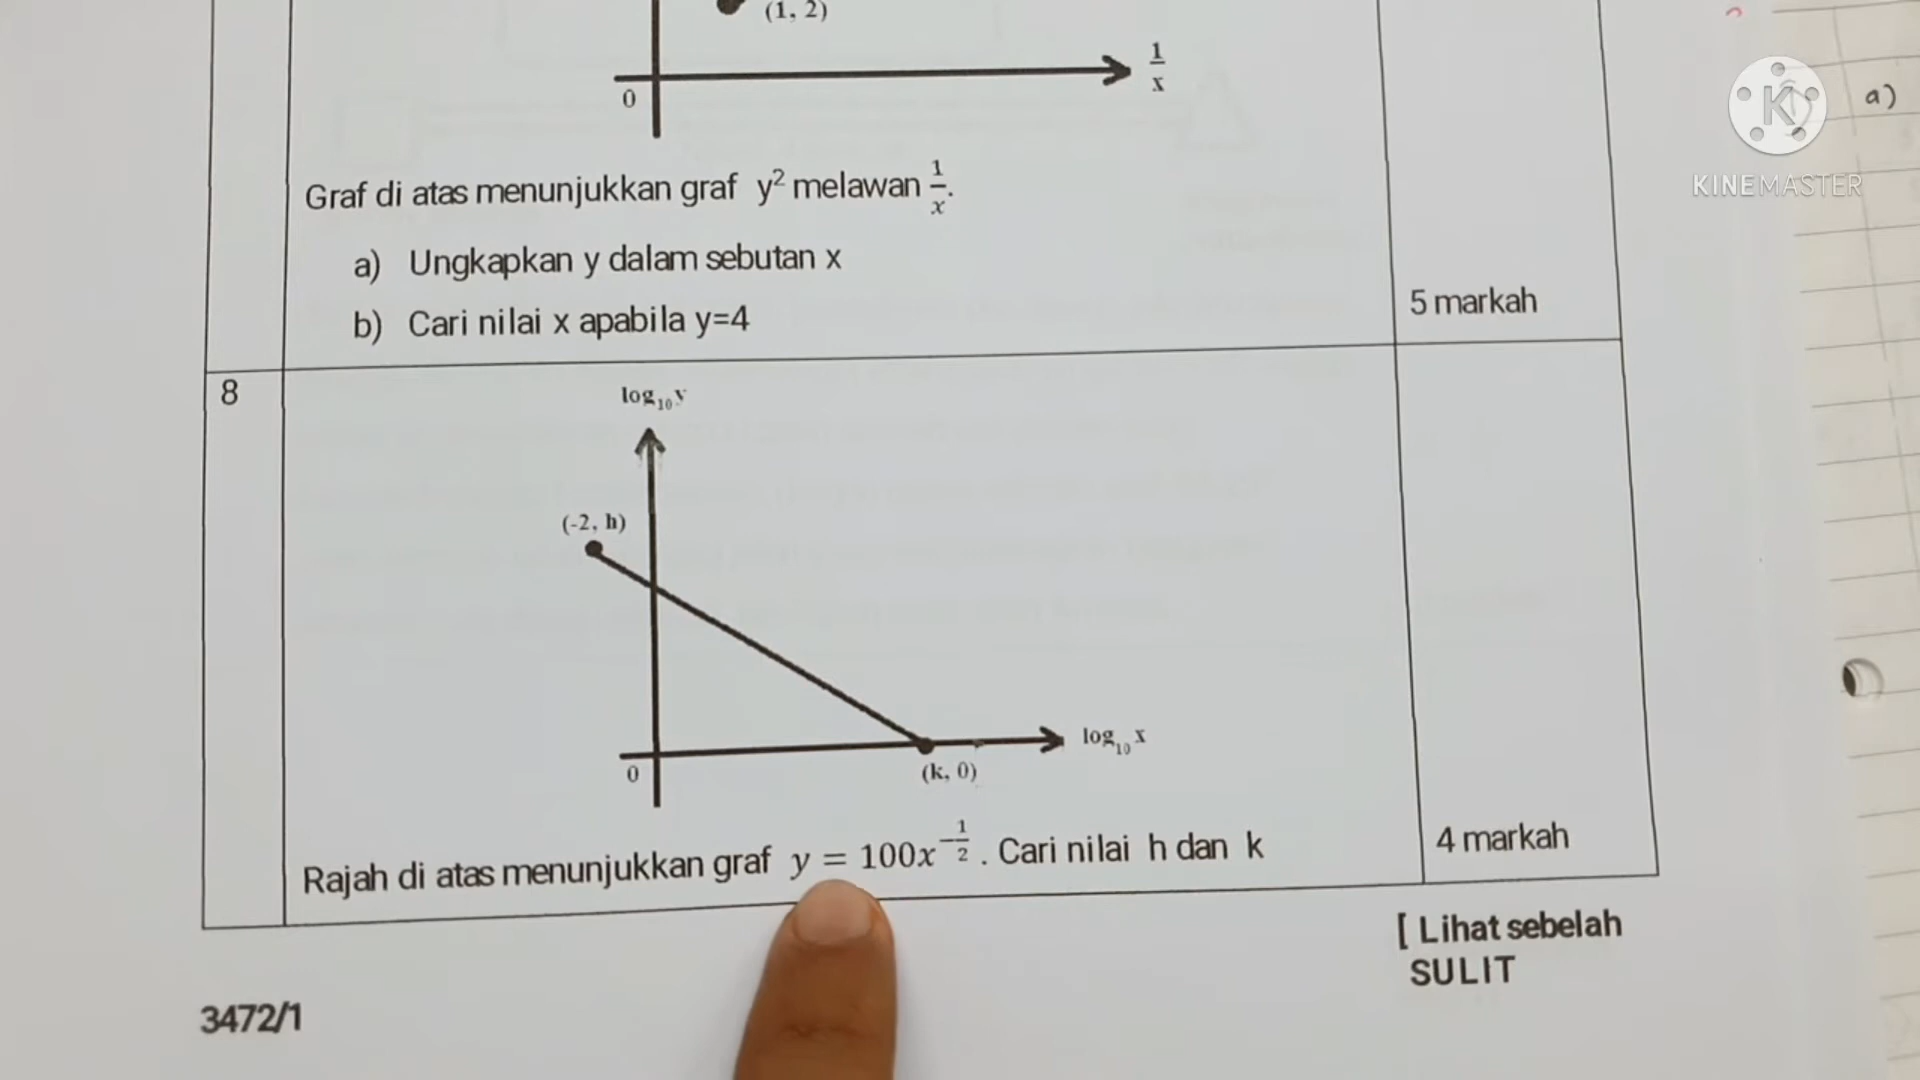 (1, 2)
1/x
0
a)
KINEMASTER
Graf di atas menunjukkan graf y² melawan 1/x.
a) Ungkapkan y dalam sebutan x
b) Cari nilai x apabila y=4
5 markah
8
log₁₀y
(-2, h)
log₁₀x
0
(k, 0)
Rajah di atas menunjukkan graf y = 100x^(-1/2). Cari nilai h dan k
4 markah
[ Lihat sebelah
SULIT
3472/1